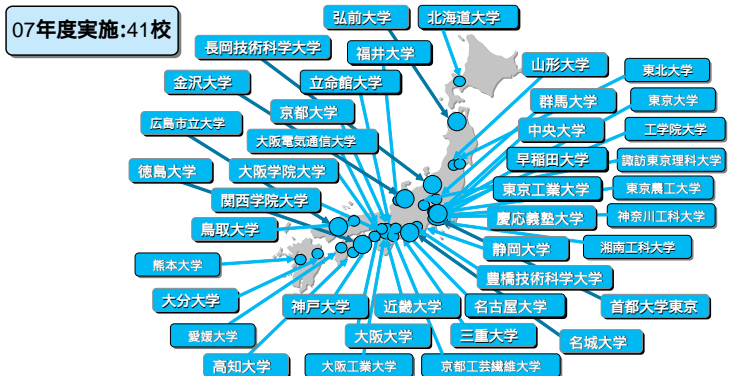 07年度実施:41校
弘前大学
北海道大学
長岡技術科学大学
福井大学
山形大学
東北大学
金沢大学
立命館大学
群馬大学
東京大学
広島市立大学
京都大学
中央大学
工学院大学
大阪電気通信大学
早稲田大学
諏訪東京理科大学
徳島大学
大阪学院大学
東京工業大学
東京農工大学
関西学院大学
慶応義塾大学
神奈川工科大学
鳥取大学
静岡大学
湘南工科大学
熊本大学
豊橋技術科学大学
大分大学
神戸大学
近畿大学
名古屋大学
首都大学東京
愛媛大学
大阪大学
三重大学
名城大学
高知大学
大阪工業大学
京都工芸繊維大学